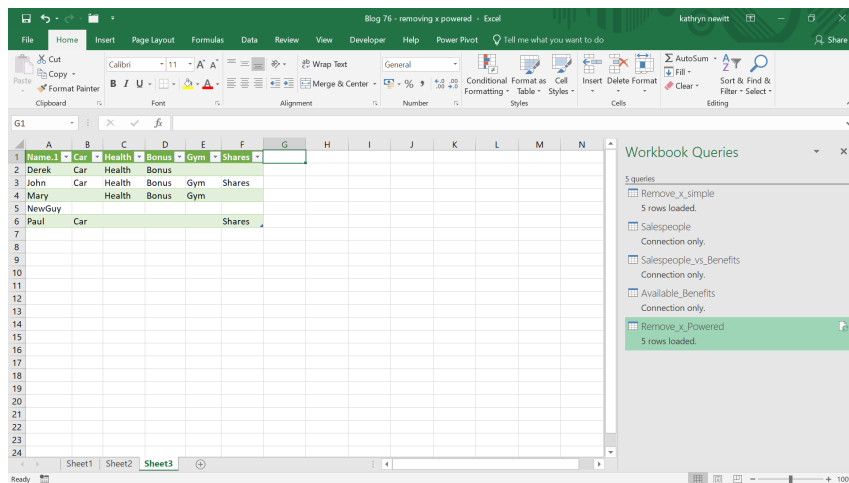 Blog 76 - removing x powered - Excel
kathryn newitt
File Home Insert Page Layout Formulas Data Review View Developer Help Power Pivot Tell me what you want to do Share
Paste
Cut
Copy
Format Painter
Clipboard
Calibri 11
B I U
Font
Wrap Text
Merge & Center
Alignment
General
% ,
Number
Conditional Formatting
Format as Table
Cell Styles
Styles
Insert Delete Format
Cells
AutoSum
Fill
Clear
Sort & Filter
Find & Select
Editing
G1 fx
A B C D E F G H I J K L M N
1 Name.1 Car Health Bonus Gym Shares
2 Derek Car Health Bonus
3 John Car Health Bonus Gym Shares
4 Mary Health Bonus Gym
5 NewGuy
6 Paul Car Shares
7
8
9
10
11
12
13
14
15
16
17
18
19
20
21
22
23
24
Workbook Queries
5 queries
Remove_x_simple
5 rows loaded.
Salespeople
Connection only.
Salespeople_vs_Benefits
Connection only.
Available_Benefits
Connection only.
Remove_x_Powered
5 rows loaded.
Sheet1 Sheet2 Sheet3
Ready
100